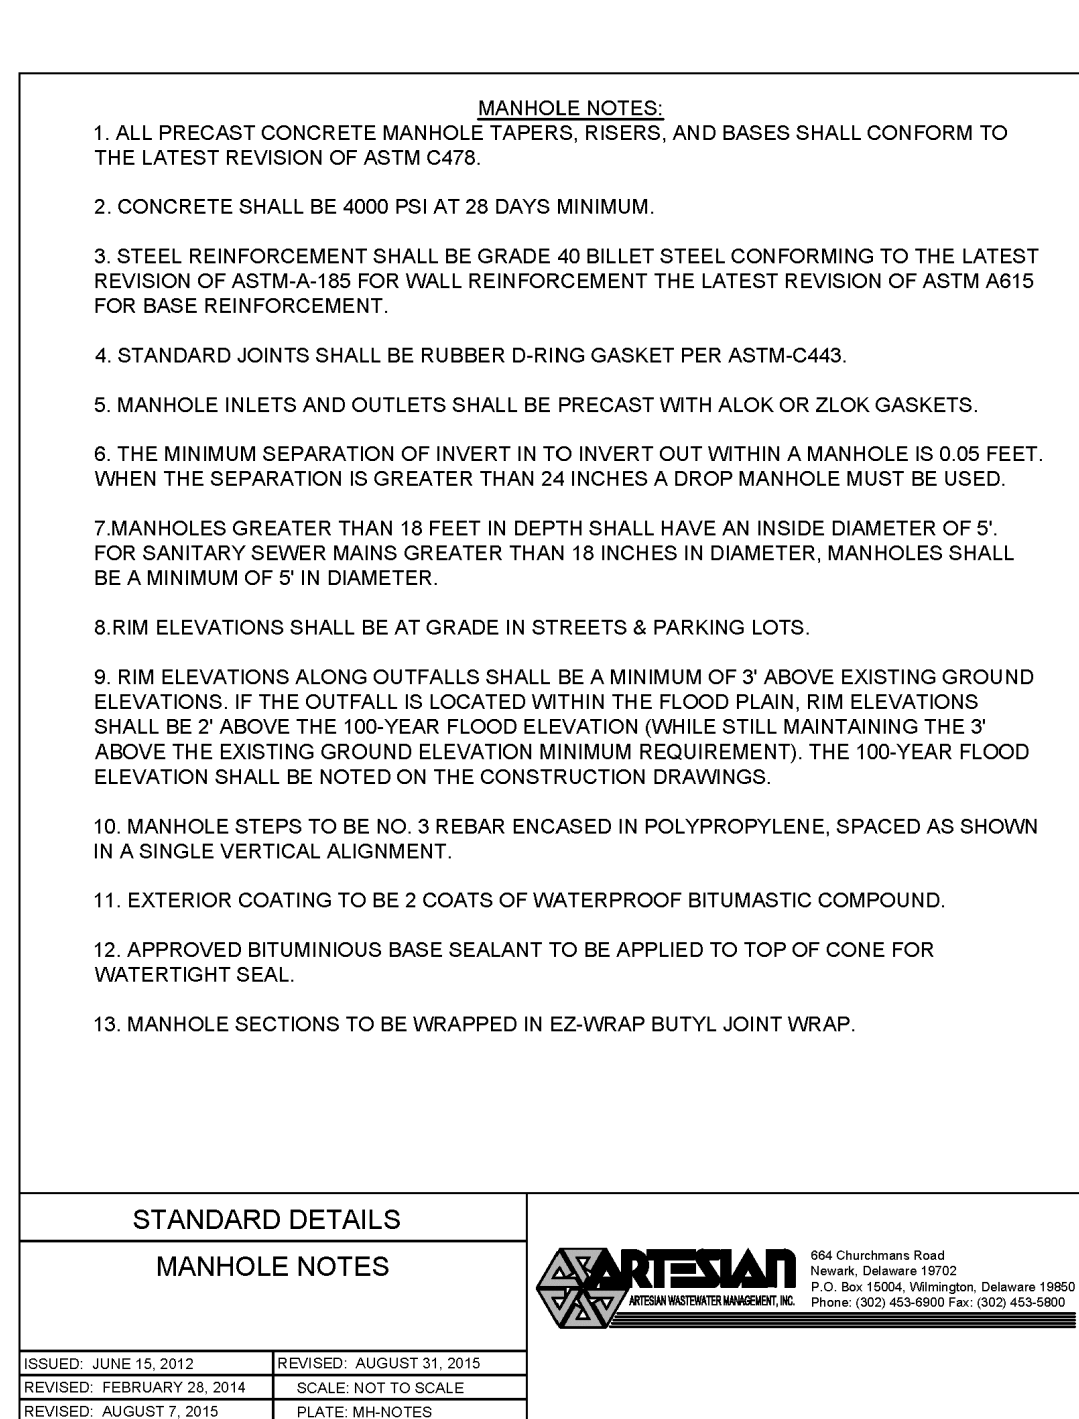 MANHOLE NOTES:
1. ALL PRECAST CONCRETE MANHOLE TAPERS, RISERS, AND BASES SHALL CONFORM TO
THE LATEST REVISION OF ASTM C478.
2. CONCRETE SHALL BE 4000 PSI AT 28 DAYS MINIMUM.
3. STEEL REINFORCEMENT SHALL BE GRADE 40 BILLET STEEL CONFORMING TO THE LATEST
REVISION OF ASTM-A-185 FOR WALL REINFORCEMENT THE LATEST REVISION OF ASTM A615
FOR BASE REINFORCEMENT.
4. STANDARD JOINTS SHALL BE RUBBER D-RING GASKET PER ASTM-C443.
5. MANHOLE INLETS AND OUTLETS SHALL BE PRECAST WITH ALOK OR ZLOK GASKETS.
6. THE MINIMUM SEPARATION OF INVERT IN TO INVERT OUT WITHIN A MANHOLE IS 0.05 FEET.
WHEN THE SEPARATION IS GREATER THAN 24 INCHES A DROP MANHOLE MUST BE USED.
7.MANHOLES GREATER THAN 18 FEET IN DEPTH SHALL HAVE AN INSIDE DIAMETER OF 5'.
FOR SANITARY SEWER MAINS GREATER THAN 18 INCHES IN DIAMETER, MANHOLES SHALL
BE A MINIMUM OF 5' IN DIAMETER.
8.RIM ELEVATIONS SHALL BE AT GRADE IN STREETS & PARKING LOTS.
9. RIM ELEVATIONS ALONG OUTFALLS SHALL BE A MINIMUM OF 3' ABOVE EXISTING GROUND
ELEVATIONS. IF THE OUTFALL IS LOCATED WITHIN THE FLOOD PLAIN, RIM ELEVATIONS
SHALL BE 2' ABOVE THE 100-YEAR FLOOD ELEVATION (WHILE STILL MAINTAINING THE 3'
ABOVE THE EXISTING GROUND ELEVATION MINIMUM REQUIREMENT). THE 100-YEAR FLOOD
ELEVATION SHALL BE NOTED ON THE CONSTRUCTION DRAWINGS.
10. MANHOLE STEPS TO BE NO. 3 REBAR ENCASED IN POLYPROPYLENE, SPACED AS SHOWN
IN A SINGLE VERTICAL ALIGNMENT.
11. EXTERIOR COATING TO BE 2 COATS OF WATERPROOF BITUMASTIC COMPOUND.
12. APPROVED BITUMINIOUS BASE SEALANT TO BE APPLIED TO TOP OF CONE FOR
WATERTIGHT SEAL.
13. MANHOLE SECTIONS TO BE WRAPPED IN EZ-WRAP BUTYL JOINT WRAP.
STANDARD DETAILS
MANHOLE NOTES
ISSUED: JUNE 15, 2012
REVISED: AUGUST 31, 2015
REVISED: FEBRUARY 28, 2014
SCALE: NOT TO SCALE
REVISED: AUGUST 7, 2015
PLATE: MH-NOTES
ARTESIAN
ARTESIAN WASTEWATER MANAGEMENT, INC.
664 Churchmans Road
Newark, Delaware 19702
P.O. Box 15004, Wilmington, Delaware 19850
Phone: (302) 453-6900 Fax: (302) 453-5800